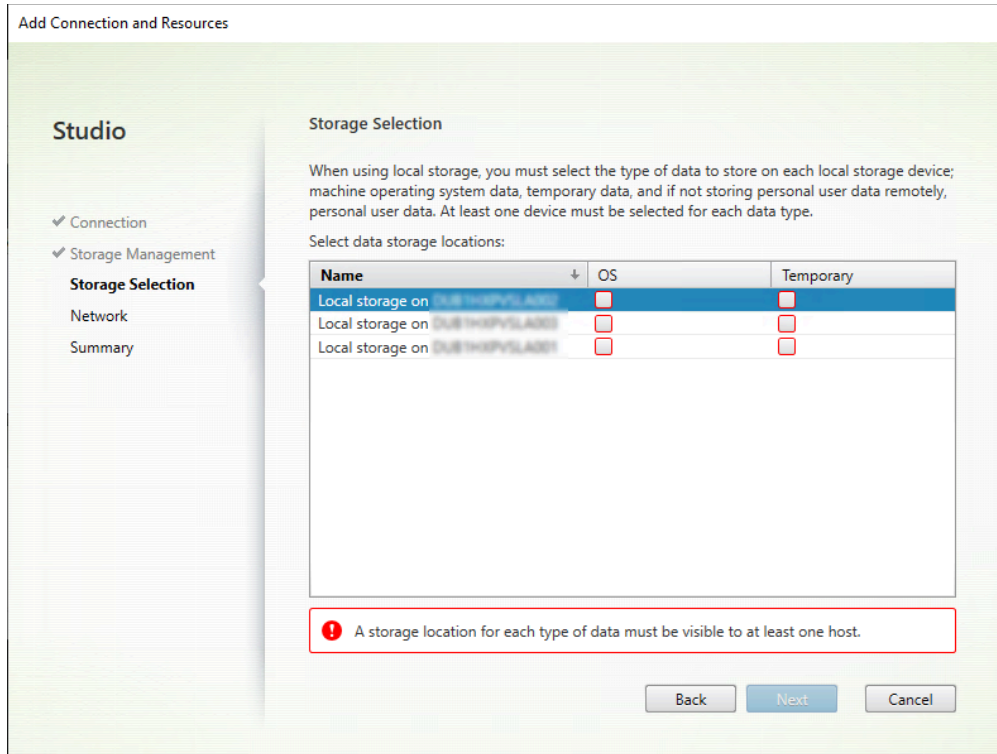 Add Connection and Resources
Studio
Connection
Storage Management
Storage Selection
Network
Summary
Storage Selection
When using local storage, you must select the type of data to store on each local storage device;
machine operating system data, temporary data, and if not storing personal user data remotely,
personal user data. At least one device must be selected for each data type.
Select data storage locations:
Name OS Temporary
Local storage on
Local storage on
Local storage on
A storage location for each type of data must be visible to at least one host.
Back Next Cancel